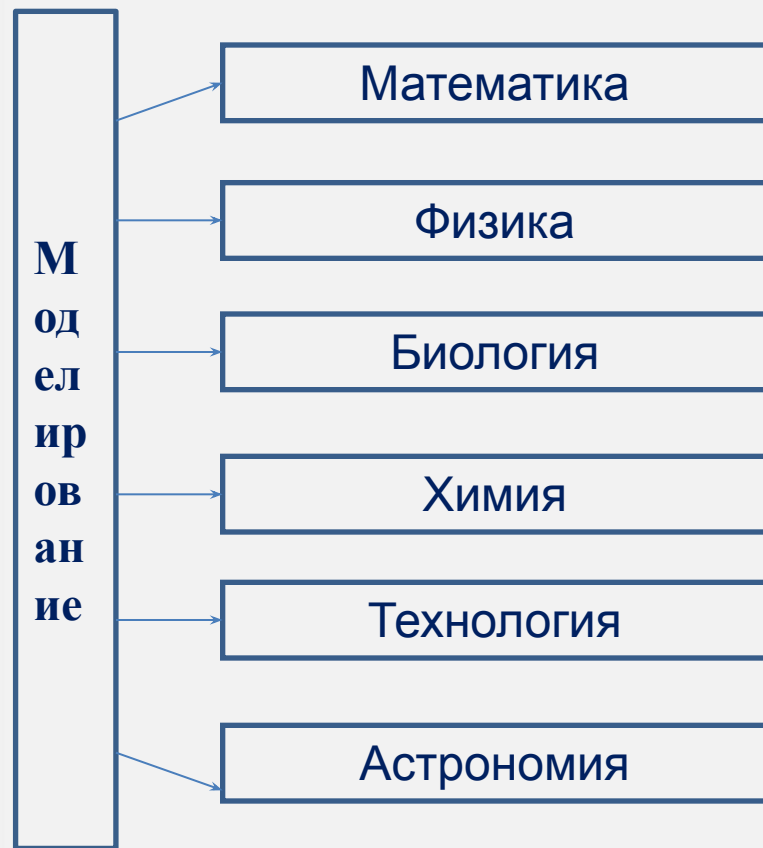 М
од
ел
ир
ов
ан
ие
Математика
Физика
Биология
Химия
Технология
Астрономия